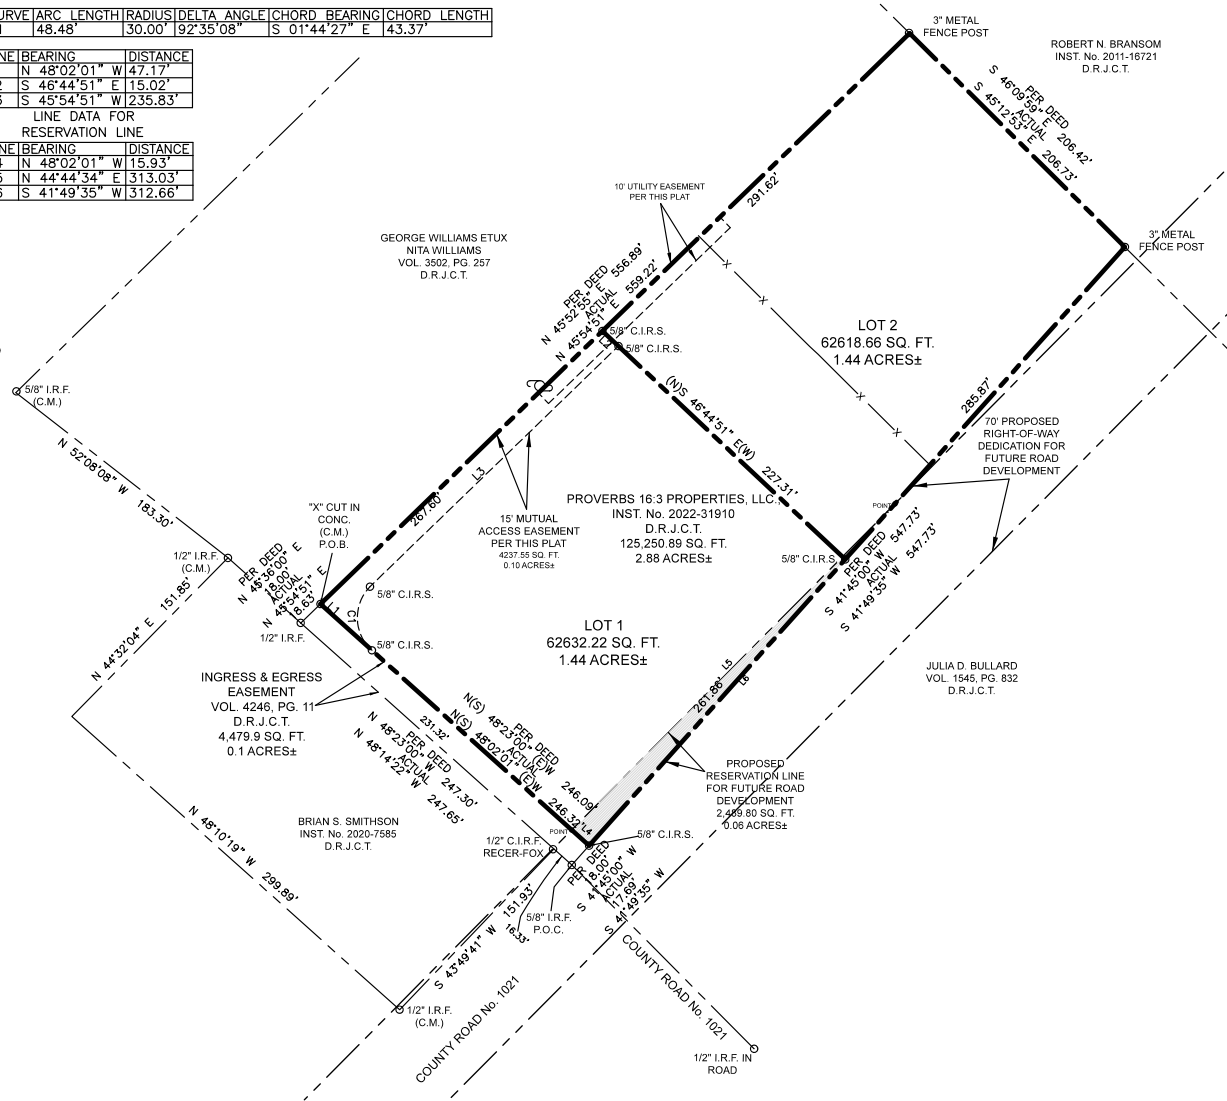 ARC LENGTH RADIUS DELTA ANGLE CHORD BEARING CHORD LENGTH
48.48' 30.00' 92°35'08" S 01°44'27" E 43.37'
BEARING DISTANCE
N 48°02'01" W 47.17'
S 46°44'51" E 15.02'
S 45°54'51" W 235.83'
LINE DATA FOR
RESERVATION LINE
BEARING DISTANCE
N 48°02'01" W 15.93'
N 44°44'34" E 313.03'
S 41°49'35" W 312.66'
3" METAL
FENCE POST
ROBERT N. BRANSOM
INST. No. 2011-16721
D.R.J.C.T.
PER DEED
S 46°09'59" E 206.42'
ACTUAL
S 45°12'53" E 206.73'
3" METAL
FENCE POST
10' UTILITY EASEMENT
PER THIS PLAT
291.62'
GEORGE WILLIAMS ETUX
NITA WILLIAMS
VOL. 3502, PG. 257
D.R.J.C.T.
PER DEED
N 45°52'55" E 556.89'
ACTUAL
N 45°54'51" E 559.22'
5/8" C.I.R.S.
L2
5/8" C.I.R.S.
LOT 2
62618.66 SQ. FT.
1.44 ACRES±
X
X
X
X
(N)S 46°44'51" E(W) 227.31'
285.87'
70' PROPOSED
RIGHT-OF-WAY
DEDICATION FOR
FUTURE ROAD
DEVELOPMENT
5/8" I.R.F.
(C.M.)
N 52°08'08" W 183.30'
L3
267.60'
15' MUTUAL
ACCESS EASEMENT
PER THIS PLAT
4237.55 SQ. FT.
0.10 ACRES±
PROVERBS 16:3 PROPERTIES, LLC.,
INST. No. 2022-31910
D.R.J.C.T.
125,250.89 SQ. FT.
2.88 ACRES±
POINT
"X" CUT IN
CONC.
(C.M.)
P.O.B.
1/2" I.R.F.
(C.M.)
PER DEED
N 45°36'00" E
18.00'
ACTUAL
N 45°54'51" E
18.63'
1/2" I.R.F.
L1
C1
5/8" C.I.R.S.
5/8" C.I.R.S.
5/8" C.I.R.S.
PER DEED
S 41°45'00" W 547.73'
ACTUAL
S 41°49'35" W 547.73'
151.85'
N 44°32'04" E
LOT 1
62632.22 SQ. FT.
1.44 ACRES±
L5
L6
261.86'
JULIA D. BULLARD
VOL. 1545, PG. 832
D.R.J.C.T.
INGRESS & EGRESS
EASEMENT
VOL. 4246, PG. 11
D.R.J.C.T.
4,479.9 SQ. FT.
0.1 ACRES±
231.32'
PER DEED
N(S) 48°23'00" (E)W 246.09'
ACTUAL
N(S) 48°02'01" (E)W 246.32'
PER DEED
N 48°23'00" W 247.30'
ACTUAL
N 48°14'22" W 247.65'
PROPOSED
RESERVATION LINE
FOR FUTURE ROAD
DEVELOPMENT
SQ. FT.
0.06 ACRES±
BRIAN S. SMITHSON
INST. No. 2020-7585
D.R.J.C.T.
N 48°10'19" W 299.89'
1/2" C.I.R.F.
RECER-FOX
POINT
L4
5/8" C.I.R.S.
PER DEED
18.00'
S 41°45'00" W
ACTUAL
17.69'
S 41°49'35" W
5/8" I.R.F.
P.O.C.
16.33'
S 43°49'41" W 151.93'
1/2" I.R.F.
(C.M.)
COUNTY ROAD No. 1021
COUNTY ROAD No. 1021
1/2" I.R.F. IN
ROAD